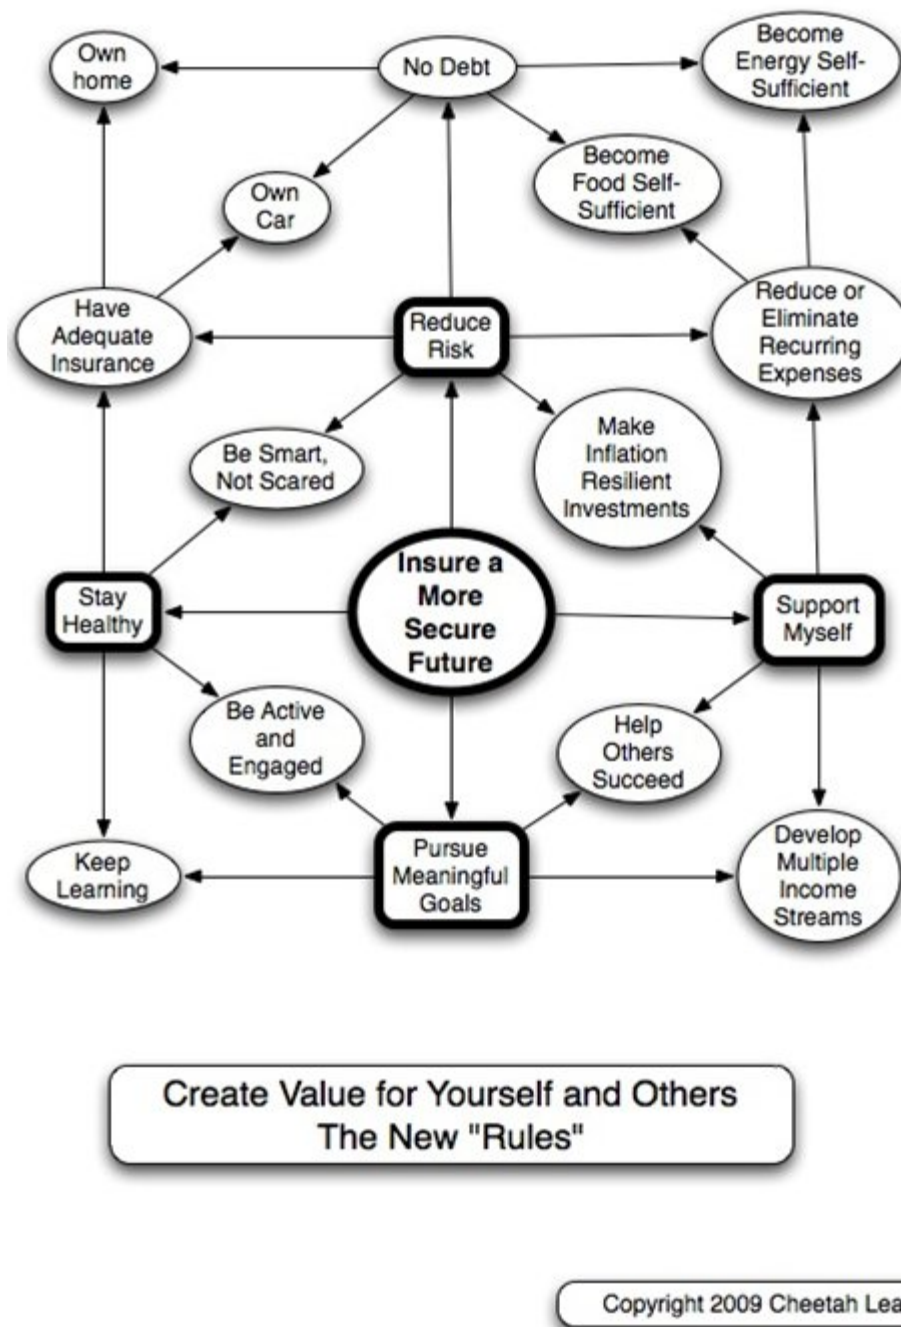 Own
home
No Debt
Become
Energy Self-
Sufficient
Own
Car
Become
Food Self-
Sufficient
Have
Adequate
Insurance
Reduce
Risk
Reduce or
Eliminate
Recurring
Expenses
Be Smart,
Not Scared
Make
Inflation
Resilient
Investments
Stay
Healthy
Insure a
More
Secure
Future
Support
Myself
Be Active
and
Engaged
Help
Others
Succeed
Keep
Learning
Pursue
Meaningful
Goals
Develop
Multiple
Income
Streams
Create Value for Yourself and Others
The New "Rules"
Copyright 2009 Cheetah Lea